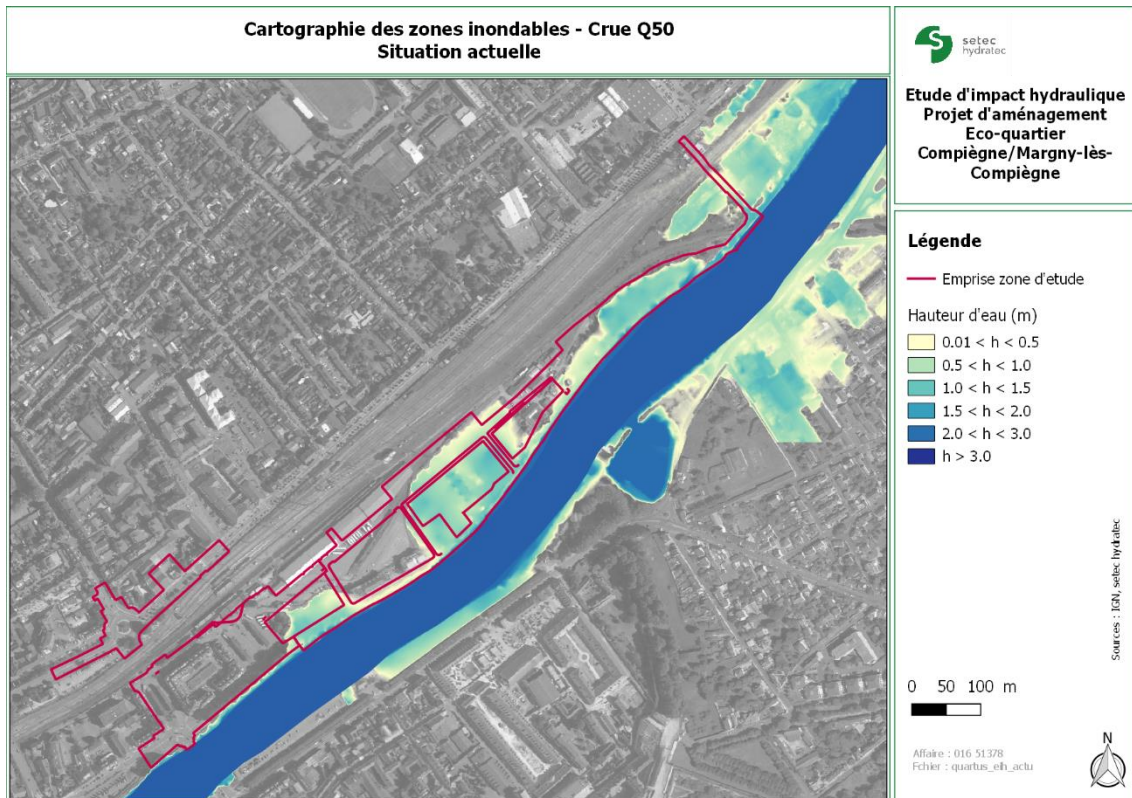 Cartographie des zones inondables - Crue Q50
Situation actuelle
setec
hydratec
Etude d'impact hydraulique
Projet d'aménagement
Eco-quartier
Compiègne/Margny-lès-
Compiègne
Légende
Emprise zone d'etude
Hauteur d'eau (m)
0.01 < h < 0.5
0.5 < h < 1.0
1.0 < h < 1.5
1.5 < h < 2.0
2.0 < h < 3.0
h > 3.0
Sources : IGN, setec hydratec
0 50 100 m
Affaire : 016 51378
Fchier : quartus_eih_actu
N